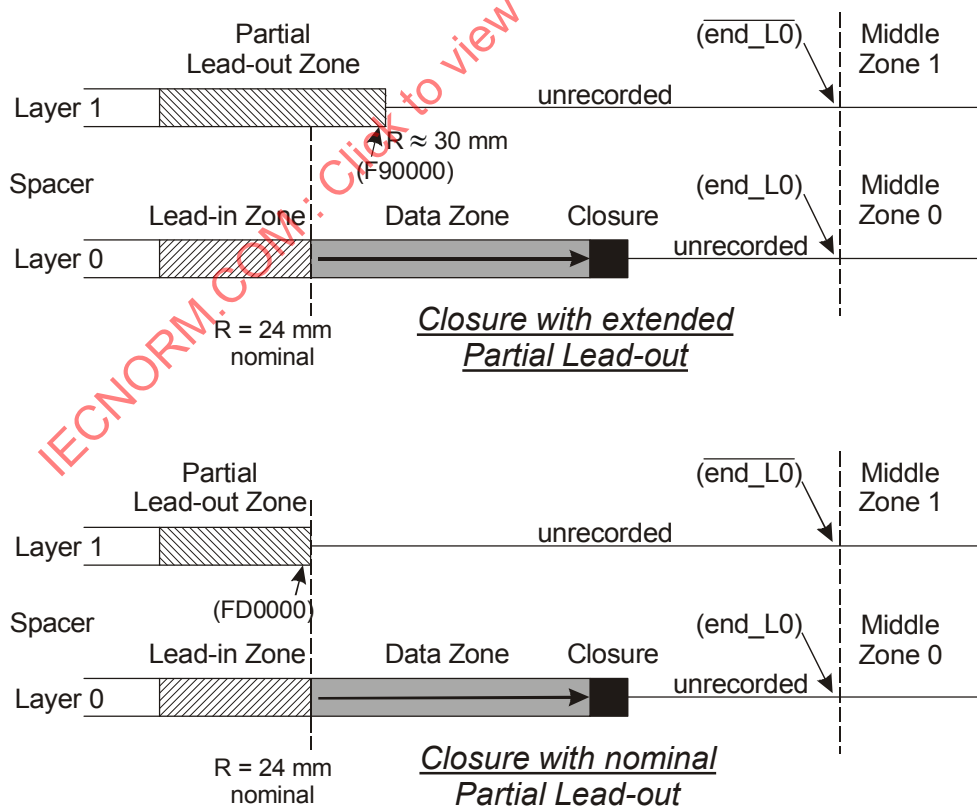 Partial
Lead-out Zone
(end_L0)
Middle
Zone 1
Layer 1
unrecorded
R ≈ 30 mm
(F90000)
Spacer
(end_L0)
Middle
Zone 0
Lead-in Zone
Data Zone
Closure
Layer 0
unrecorded
R = 24 mm
nominal
Closure with extended
Partial Lead-out
IECNORM.COM : Click to view
Partial
Lead-out Zone
(end_L0)
Middle
Zone 1
Layer 1
unrecorded
(FD0000)
Spacer
(end_L0)
Middle
Zone 0
Lead-in Zone
Data Zone
Closure
Layer 0
unrecorded
R = 24 mm
nominal
Closure with nominal
Partial Lead-out